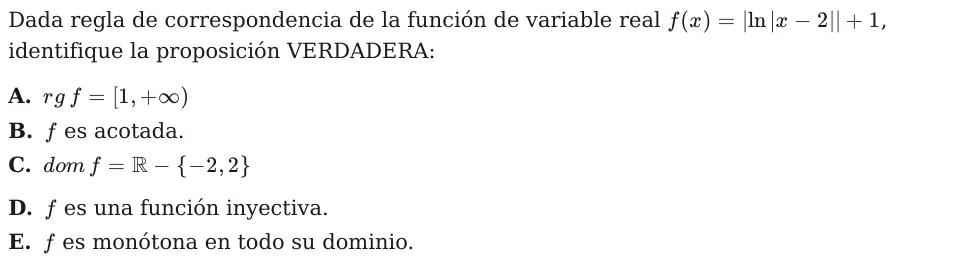 Dada regla de correspondencia de la función de variable real f(x) = |ln |x − 2|| + 1,
identifique la proposición VERDADERA:
A. rg f = [1, +∞)
B. f es acotada.
C. dom f = ℝ − {−2, 2}
D. f es una función inyectiva.
E. f es monótona en todo su dominio.